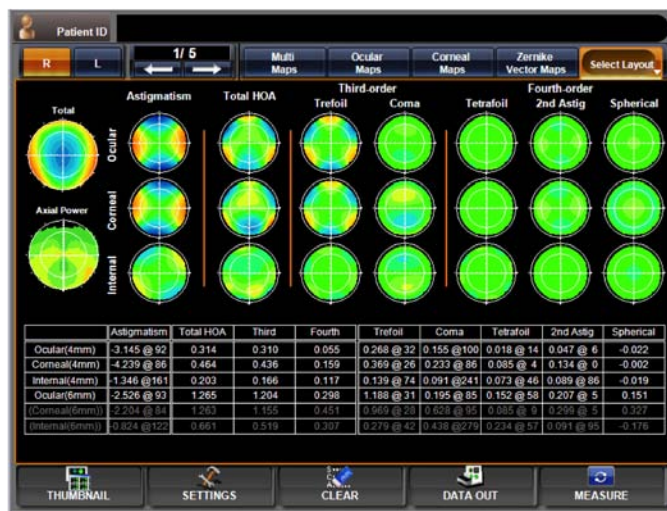 Patient ID
R L 1/ 5 Multi Maps Ocular Maps Corneal Maps Zernike Vector Maps Select Layout
Third-order Fourth-order
Total Astigmatism Total HOA Trefoil Coma Tetrafoil 2nd Astig Spherical
Ocular
Axial Power
Corneal
Internal
Astigmatism Total HOA Third Fourth Trefoil Coma Tetrafoil 2nd Astig Spherical
Ocular(4mm) -3.145 @ 92 0.314 0.310 0.055 0.268 @ 32 0.155 @100 0.018 @ 14 0.047 @ 6 -0.022
Corneal(4mm) -4.239 @ 86 0.464 0.436 0.159 0.369 @ 26 0.233 @ 86 0.085 @ 4 0.134 @ 0 -0.002
Internal(4mm) -1.346 @161 0.203 0.166 0.117 0.139 @ 74 0.091 @241 0.073 @ 46 0.089 @ 86 -0.019
Ocular(6mm) -2.526 @ 93 1.265 1.204 0.298 1.188 @ 31 0.195 @ 85 0.152 @ 58 0.207 @ 5 0.151
(Corneal(6mm)) -2.204 @ 84 1.263 1.155 0.451 0.969 @ 28 0.628 @ 95 0.085 @ 9 0.299 @ 5 0.327
(Internal(6mm)) -0.824 @122 0.661 0.519 0.307 0.279 @ 42 0.438 @279 0.234 @ 57 0.091 @ 95 -0.176
THUMBNAIL SETTINGS CLEAR DATA OUT MEASURE